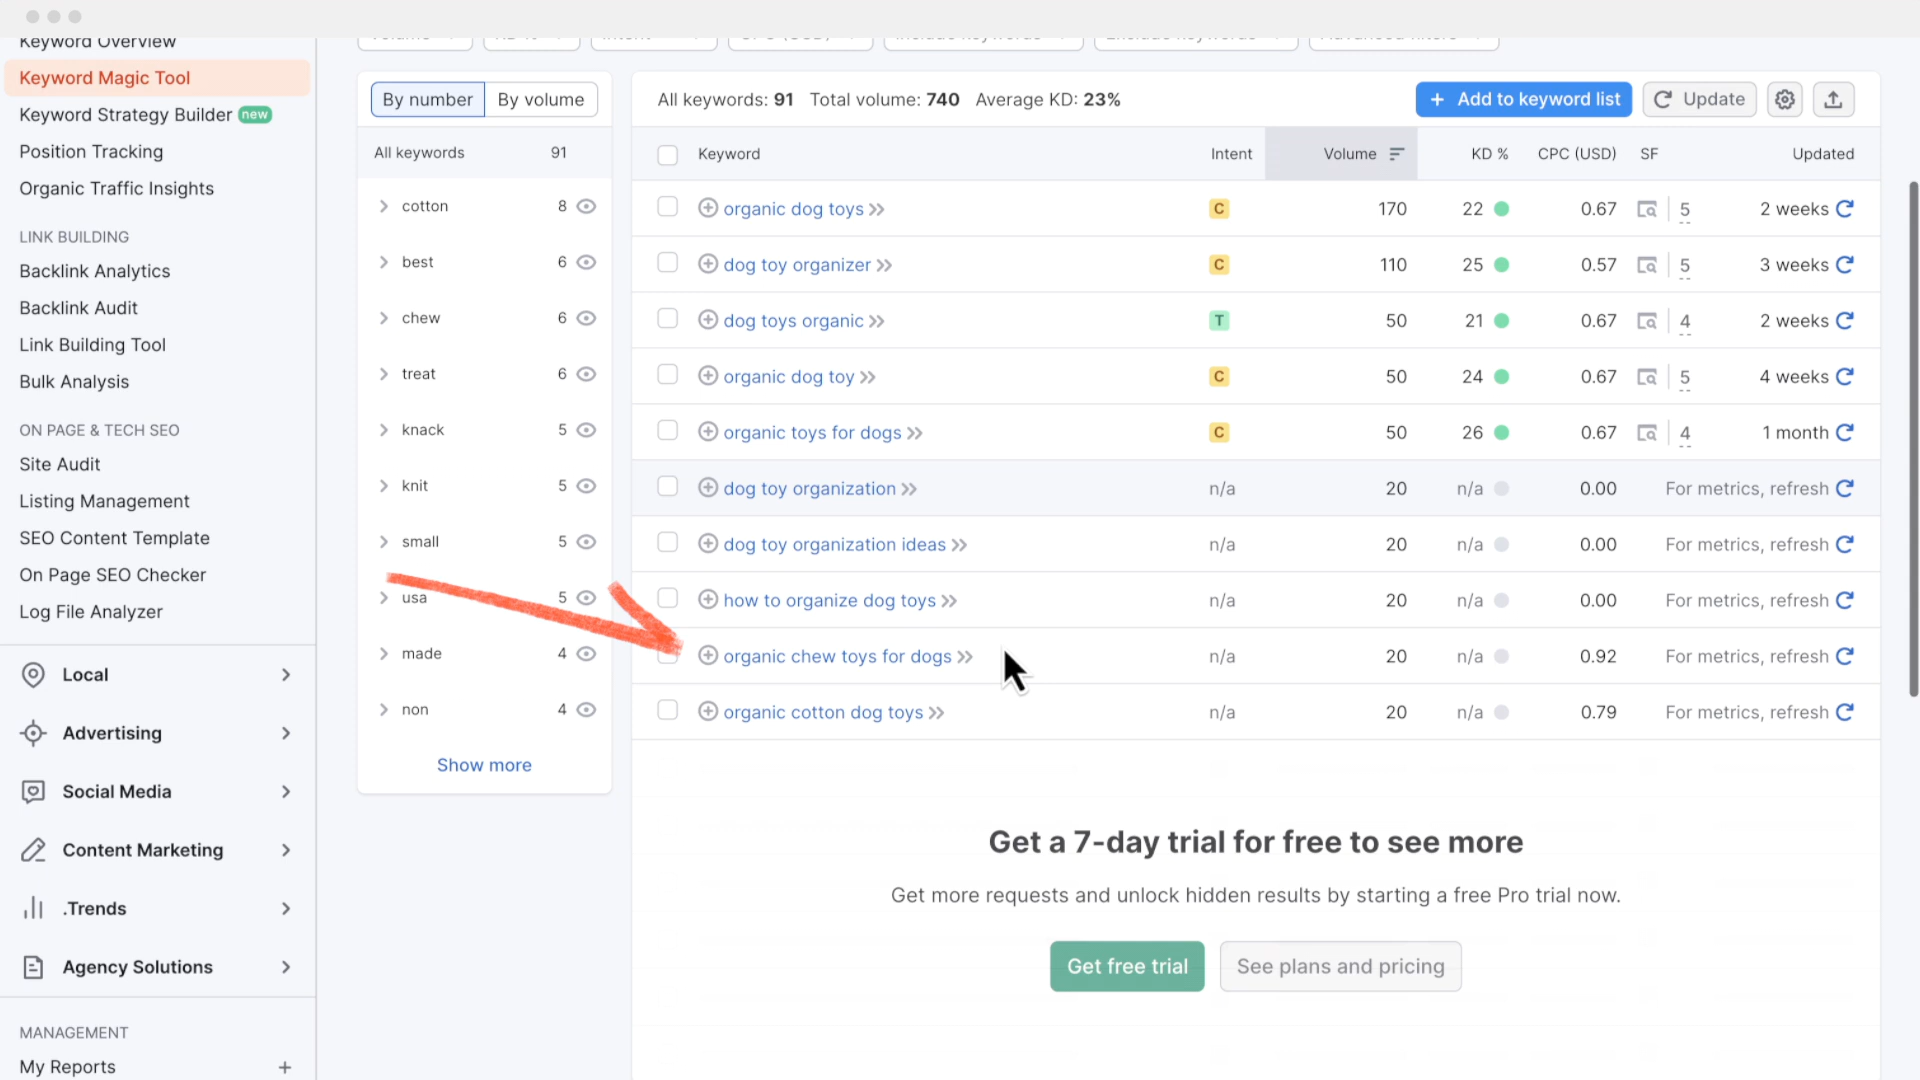 Keyword Overview
Keyword Magic Tool
Keyword Strategy Builder new
Position Tracking
Organic Traffic Insights
LINK BUILDING
Backlink Analytics
Backlink Audit
Link Building Tool
Bulk Analysis
ON PAGE & TECH SEO
Site Audit
Listing Management
SEO Content Template
On Page SEO Checker
Log File Analyzer
Local
Advertising
Social Media
Content Marketing
.Trends
Agency Solutions
MANAGEMENT
My Reports +
By number By volume
All keywords 91
cotton 8
best 6
chew 6
treat 6
knack 5
knit 5
small 5
usa 5
made 4
non 4
Show more
All keywords: 91 Total volume: 740 Average KD: 23%
+ Add to keyword list Update
Keyword Intent Volume KD % CPC (USD) SF Updated
organic dog toys C 170 22 0.67 5 2 weeks
dog toy organizer C 110 25 0.57 5 3 weeks
dog toys organic T 50 21 0.67 4 2 weeks
organic dog toy C 50 24 0.67 5 4 weeks
organic toys for dogs C 50 26 0.67 4 1 month
dog toy organization n/a 20 n/a 0.00 For metrics, refresh
dog toy organization ideas n/a 20 n/a 0.00 For metrics, refresh
how to organize dog toys n/a 20 n/a 0.00 For metrics, refresh
organic chew toys for dogs n/a 20 n/a 0.92 For metrics, refresh
organic cotton dog toys n/a 20 n/a 0.79 For metrics, refresh
Get a 7-day trial for free to see more
Get more requests and unlock hidden results by starting a free Pro trial now.
Get free trial See plans and pricing